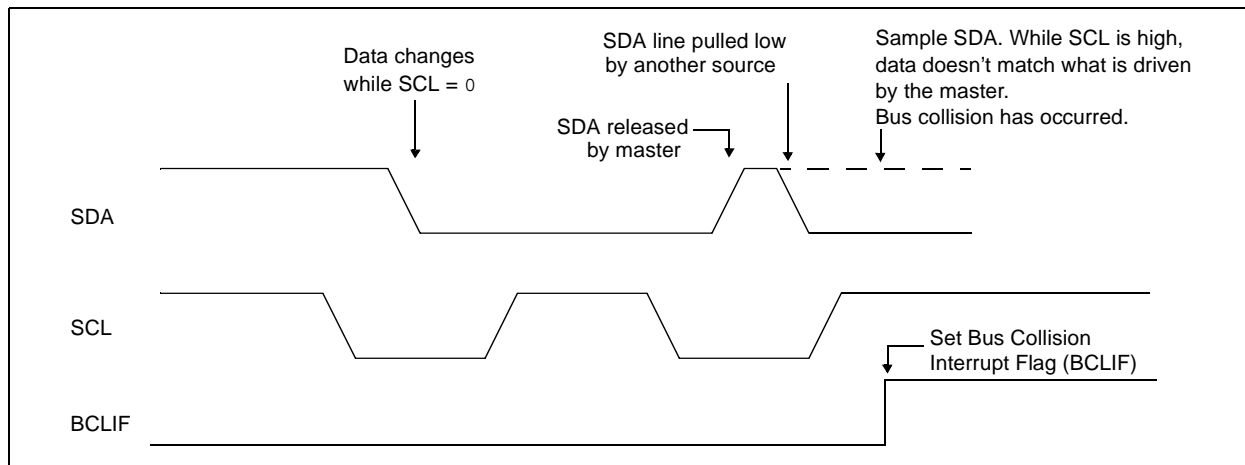 Data changes
while SCL = 0
SDA line pulled low
by another source
SDA released
by master
Sample SDA. While SCL is high,
data doesn’t match what is driven
by the master.
Bus collision has occurred.
SDA
SCL
Set Bus Collision
Interrupt Flag (BCLIF)
BCLIF